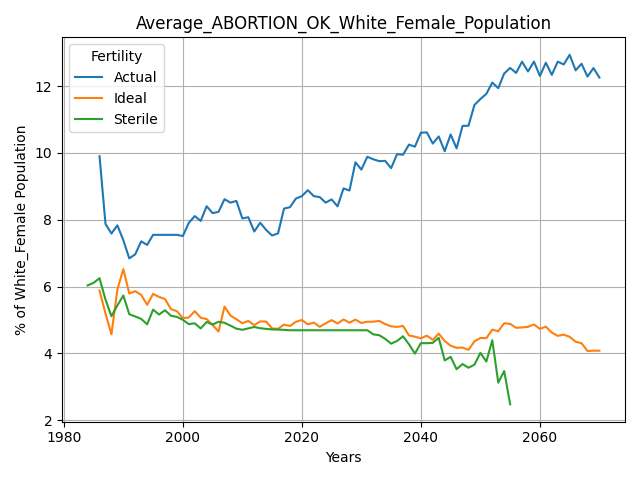 Average_ABORTION_OK_White_Female_Population
Fertility
Actual
Ideal
Sterile
% of White_Female Population
12
10
8
6
4
2
1980
2000
2020
2040
2060
Years